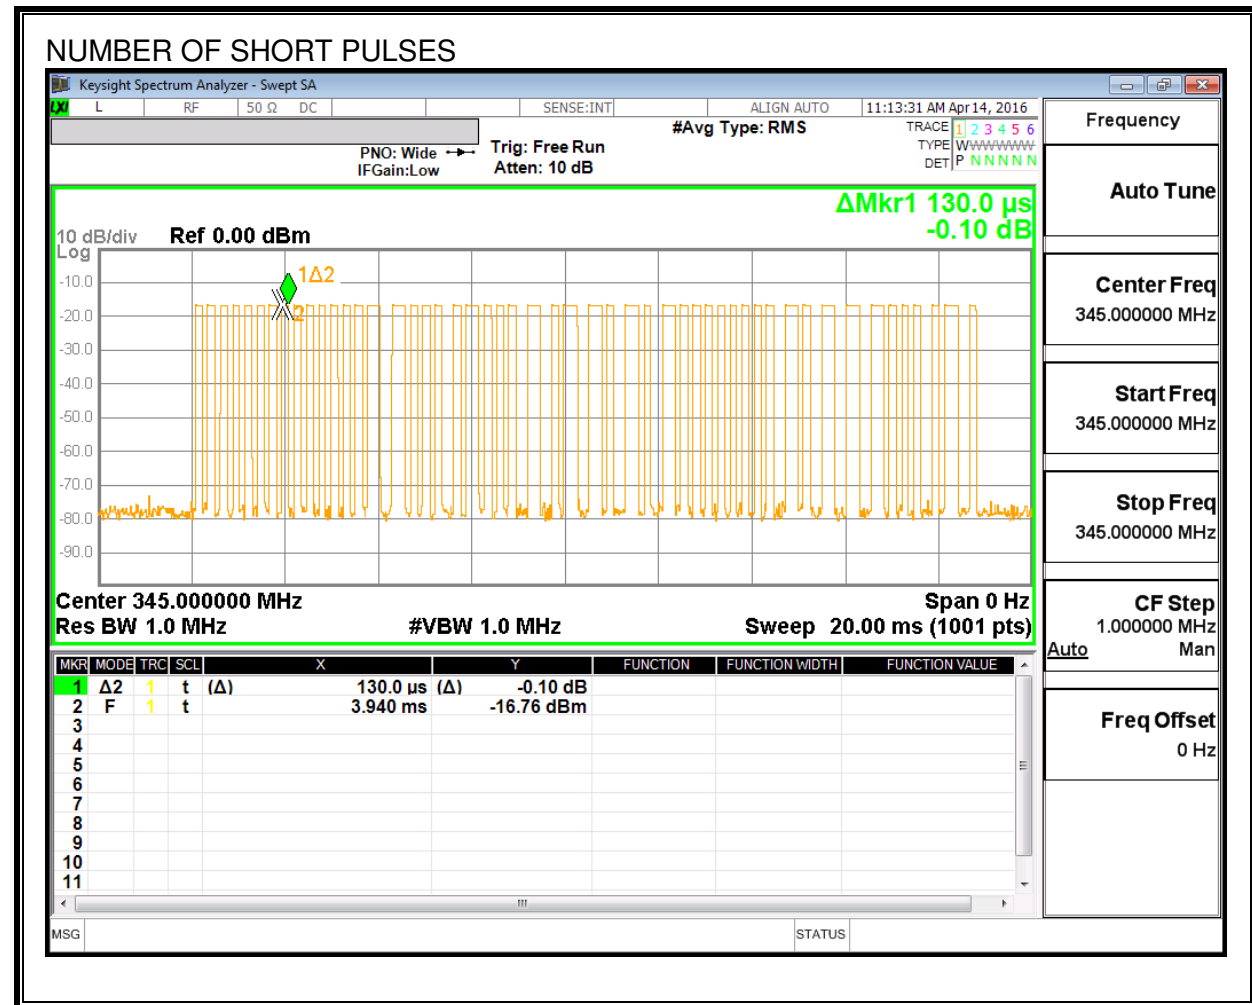 NUMBER OF SHORT PULSES
Keysight Spectrum Analyzer - Swept SA
LXI L RF 50 Ω DC SENSE:INT ALIGN AUTO 11:13:31 AM Apr 14, 2016
#Avg Type: RMS
TRACE 1 2 3 4 5 6
TYPE WWWWWWW
DET P N N N N N
PNO: Wide
IFGain:Low
Trig: Free Run
Atten: 10 dB
ΔMkr1 130.0 µs
-0.10 dB
10 dB/div Ref 0.00 dBm
Log
1Δ2
2
-10.0
-20.0
-30.0
-40.0
-50.0
-60.0
-70.0
-80.0
-90.0
Center 345.000000 MHz Span 0 Hz
Res BW 1.0 MHz #VBW 1.0 MHz Sweep 20.00 ms (1001 pts)
MKR MODE TRC SCL X Y FUNCTION FUNCTION WIDTH FUNCTION VALUE
1 Δ2 1 t (Δ) 130.0 µs (Δ) -0.10 dB
2 F 1 t 3.940 ms -16.76 dBm
3
4
5
6
7
8
9
10
11
MSG STATUS
Frequency
Auto Tune
Center Freq
345.000000 MHz
Start Freq
345.000000 MHz
Stop Freq
345.000000 MHz
CF Step
1.000000 MHz
Auto Man
Freq Offset
0 Hz